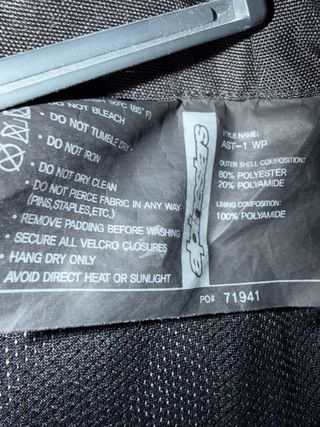 50°C (85°F)
• DO NOT BLEACH
• DO NOT TUMBLE DRY
• DO NOT IRON
• DO NOT DRY CLEAN
• DO NOT PIERCE FABRIC IN ANY WAY
(PINS,STAPLES,ETC.)
• REMOVE PADDING BEFORE WASHING
• SECURE ALL VELCRO CLOSURES
• HANG DRY ONLY
AVOID DIRECT HEAT OR SUNLIGHT
alpinestars
STYLE NAME:
AST-1 WP
OUTER SHELL COMPOSITION:
80% POLYESTER
20% POLYAMIDE
LINING COMPOSITION:
100% POLYAMIDE
PO# 71941